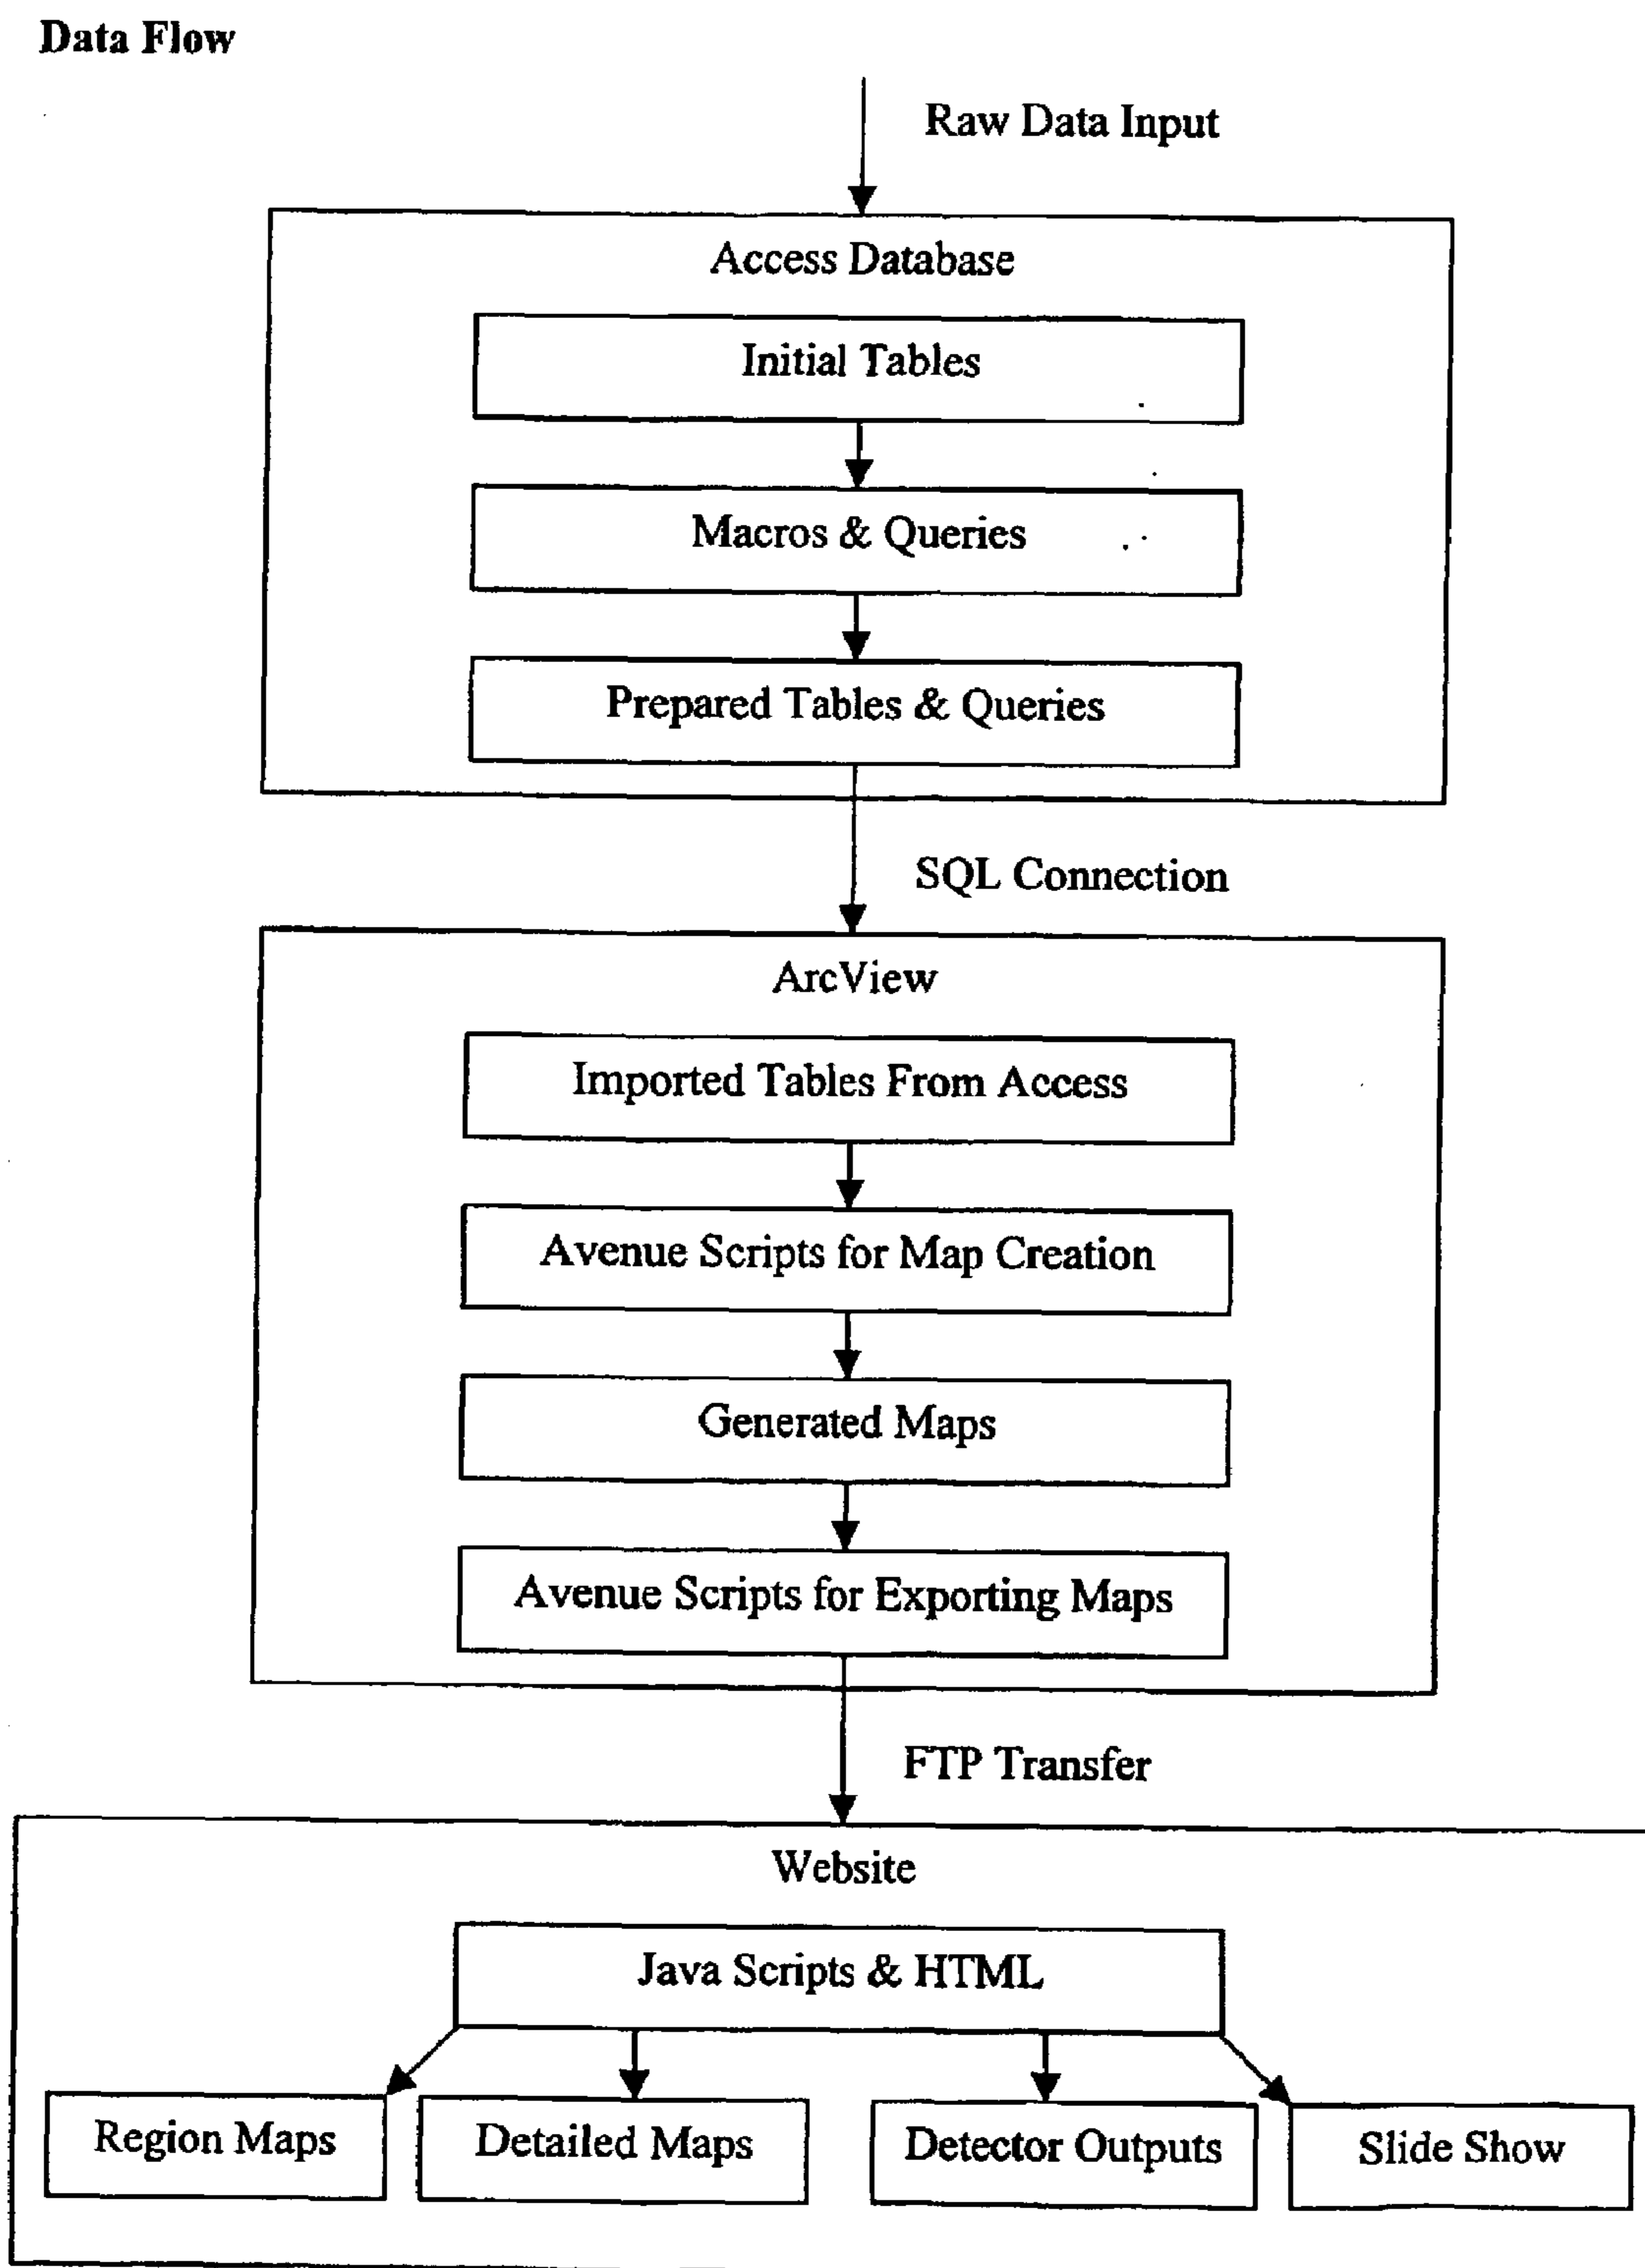 Data Flow
Raw Data Input
Access Database
Initial Tables
Macros & Queries
Prepared Tables & Queries
SQL Connection
ArcView
Imported Tables From Access
Avenue Scripts for Map Creation
Generated Maps
Avenue Scripts for Exporting Maps
FTP Transfer
Website
Java Scripts & HTML
Region Maps
Detailed Maps
Detector Outputs
Slide Show